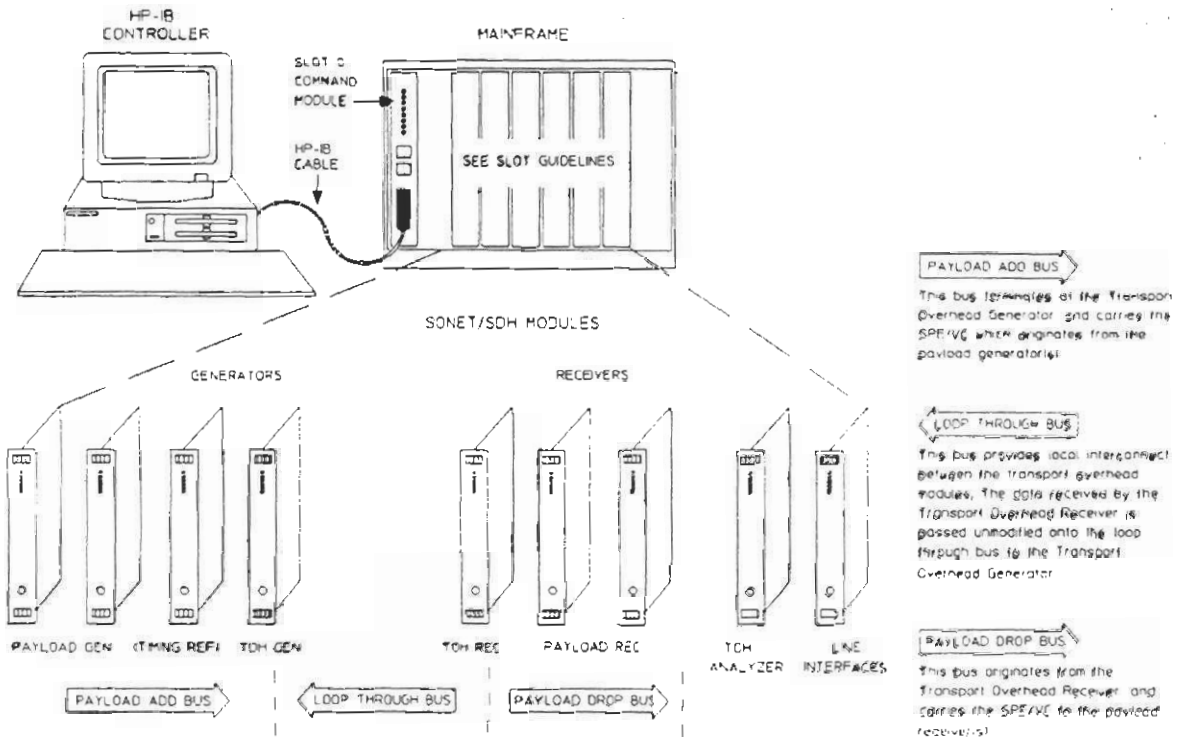 HP-IB
CONTROLLER
MAINFRAME
SLOT 0
COMMAND
MODULE
HP-IB
CABLE
SEE SLOT GUIDELINES
SONET/SDH MODULES
GENERATORS
RECEIVERS
PAYLOAD GEN
(TIMING REF)
TOH GEN
TOH REC
PAYLOAD REC
TOH
ANALYZER
LINE
INTERFACES
PAYLOAD ADD BUS
LOOP THROUGH BUS
PAYLOAD DROP BUS
PAYLOAD ADD BUS
This bus terminates at the Transport
Overhead Generator and carries the
SPE/VC which originates from the
payload generator(s)
LOOP THROUGH BUS
This bus provides local interconnect
between the transport overhead
modules. The data received by the
Transport Overhead Receiver is
passed unmodified onto the loop
through bus to the Transport
Overhead Generator
PAYLOAD DROP BUS
This bus originates from the
Transport Overhead Receiver and
carries the SPE/VC to the payload
receiver(s)